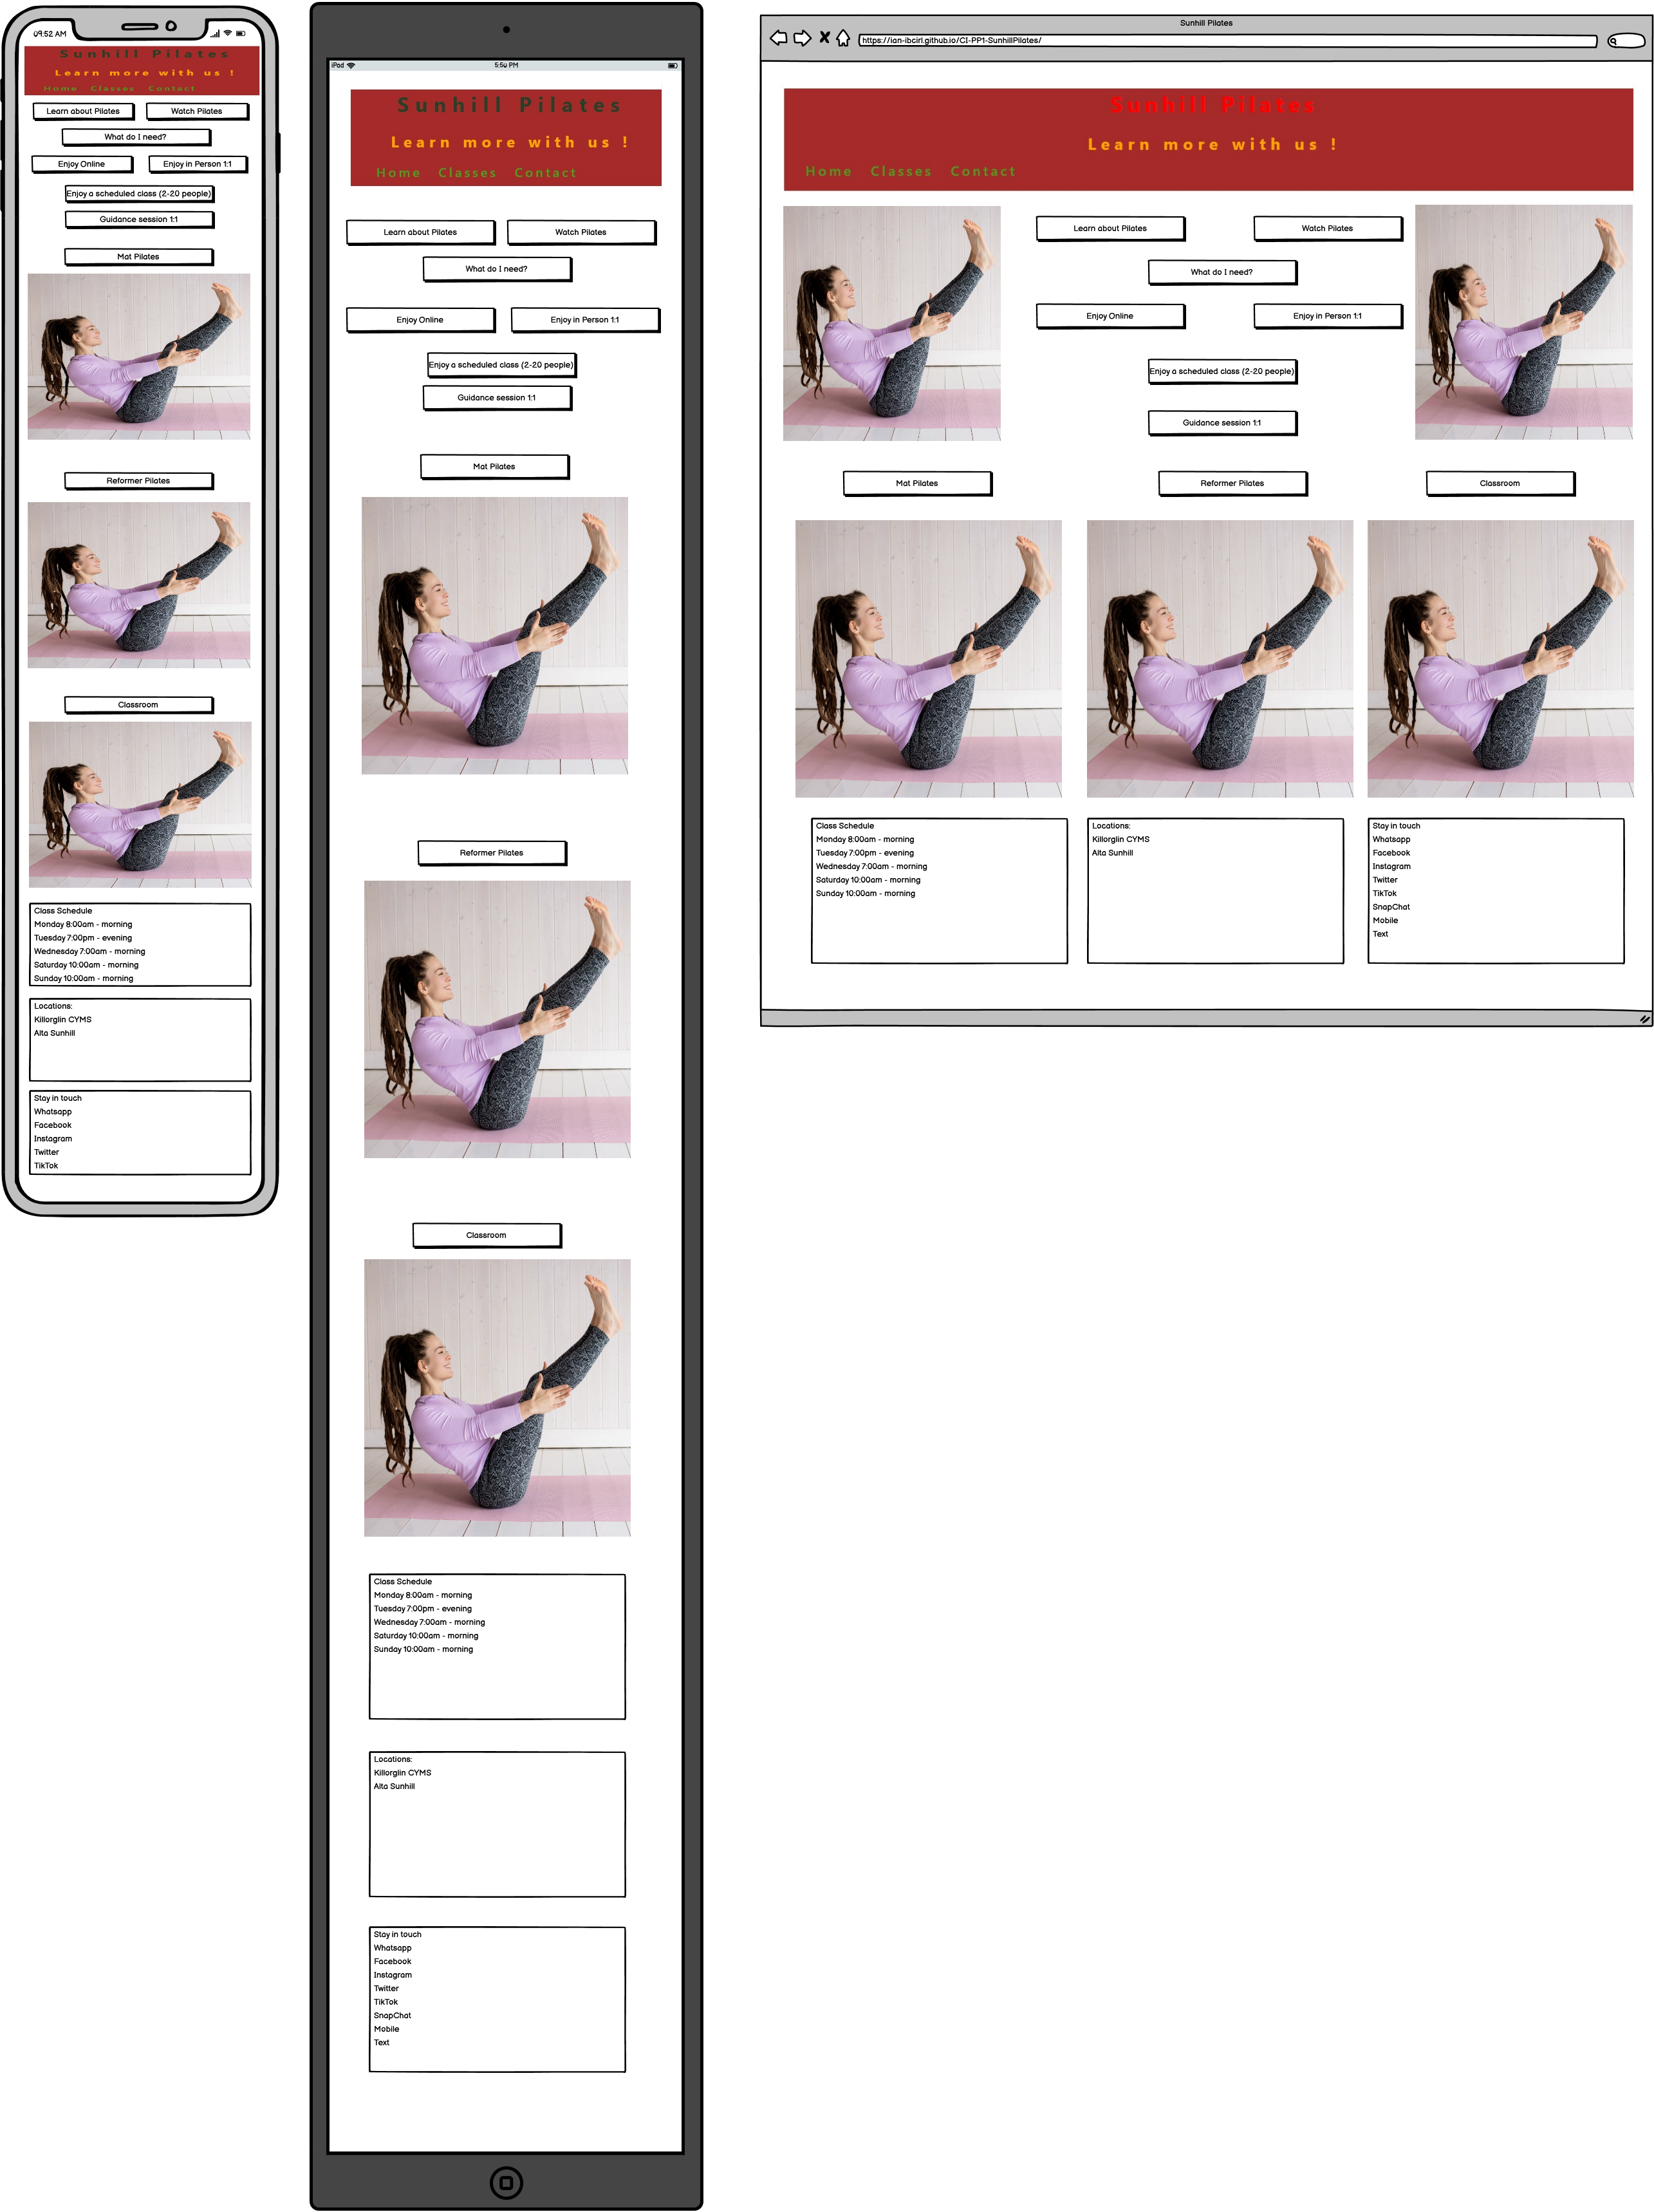 09:52 AM
Sunhill Pilates
Learn more with us !
Home Classes Contact
Learn about Pilates
Watch Pilates
What do I need?
Enjoy Online
Enjoy in Person 1:1
Enjoy a scheduled class (2-20 people)
Guidance session 1:1
Mat Pilates
Reformer Pilates
Classroom
Class Schedule
Monday 8:00am - morning
Tuesday 7:00pm - evening
Wednesday 7:00am - morning
Saturday 10:00am - morning
Sunday 10:00am - morning
Locations:
Killorglin CYMS
Alta Sunhill
Stay in touch
Whatsapp
Facebook
Instagram
Twitter
TikTok
iPod
5:50 PM
Sunhill Pilates
Learn more with us !
Home Classes Contact
Learn about Pilates
Watch Pilates
What do I need?
Enjoy Online
Enjoy in Person 1:1
Enjoy a scheduled class (2-20 people)
Guidance session 1:1
Mat Pilates
Reformer Pilates
Classroom
Class Schedule
Monday 8:00am - morning
Tuesday 7:00pm - evening
Wednesday 7:00am - morning
Saturday 10:00am - morning
Sunday 10:00am - morning
Locations:
Killorglin CYMS
Alta Sunhill
Stay in touch
Whatsapp
Facebook
Instagram
Twitter
TikTok
SnapChat
Mobile
Text
Sunhill Pilates
https://ian-ibcirl.github.io/CI-PP1-SunhillPilates/
Sunhill Pilates
Learn more with us !
Home Classes Contact
Learn about Pilates
Watch Pilates
What do I need?
Enjoy Online
Enjoy in Person 1:1
Enjoy a scheduled class (2-20 people)
Guidance session 1:1
Mat Pilates
Reformer Pilates
Classroom
Class Schedule
Monday 8:00am - morning
Tuesday 7:00pm - evening
Wednesday 7:00am - morning
Saturday 10:00am - morning
Sunday 10:00am - morning
Locations:
Killorglin CYMS
Alta Sunhill
Stay in touch
Whatsapp
Facebook
Instagram
Twitter
TikTok
SnapChat
Mobile
Text